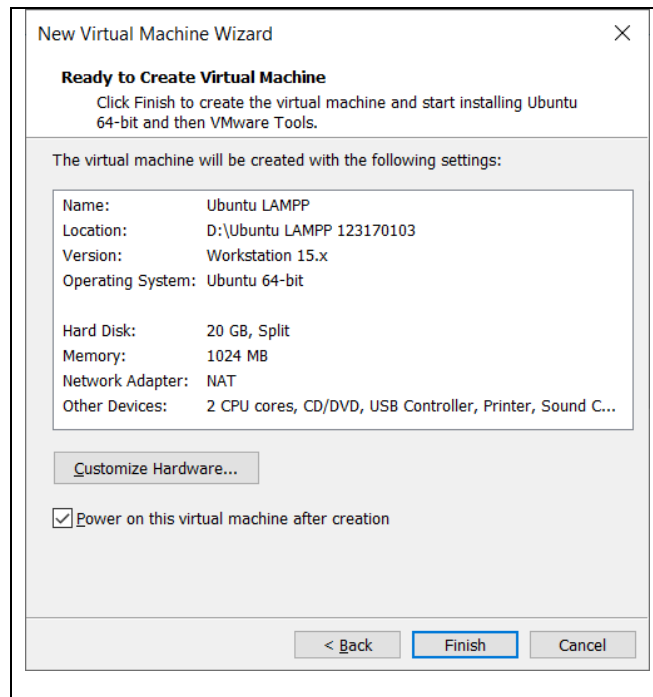 New Virtual Machine Wizard
Ready to Create Virtual Machine
Click Finish to create the virtual machine and start installing Ubuntu
64-bit and then VMware Tools.
The virtual machine will be created with the following settings:
Name: Ubuntu LAMPP
Location: D:\Ubuntu LAMPP 123170103
Version: Workstation 15.x
Operating System: Ubuntu 64-bit
Hard Disk: 20 GB, Split
Memory: 1024 MB
Network Adapter: NAT
Other Devices: 2 CPU cores, CD/DVD, USB Controller, Printer, Sound C...
Customize Hardware...
Power on this virtual machine after creation
< Back Finish Cancel